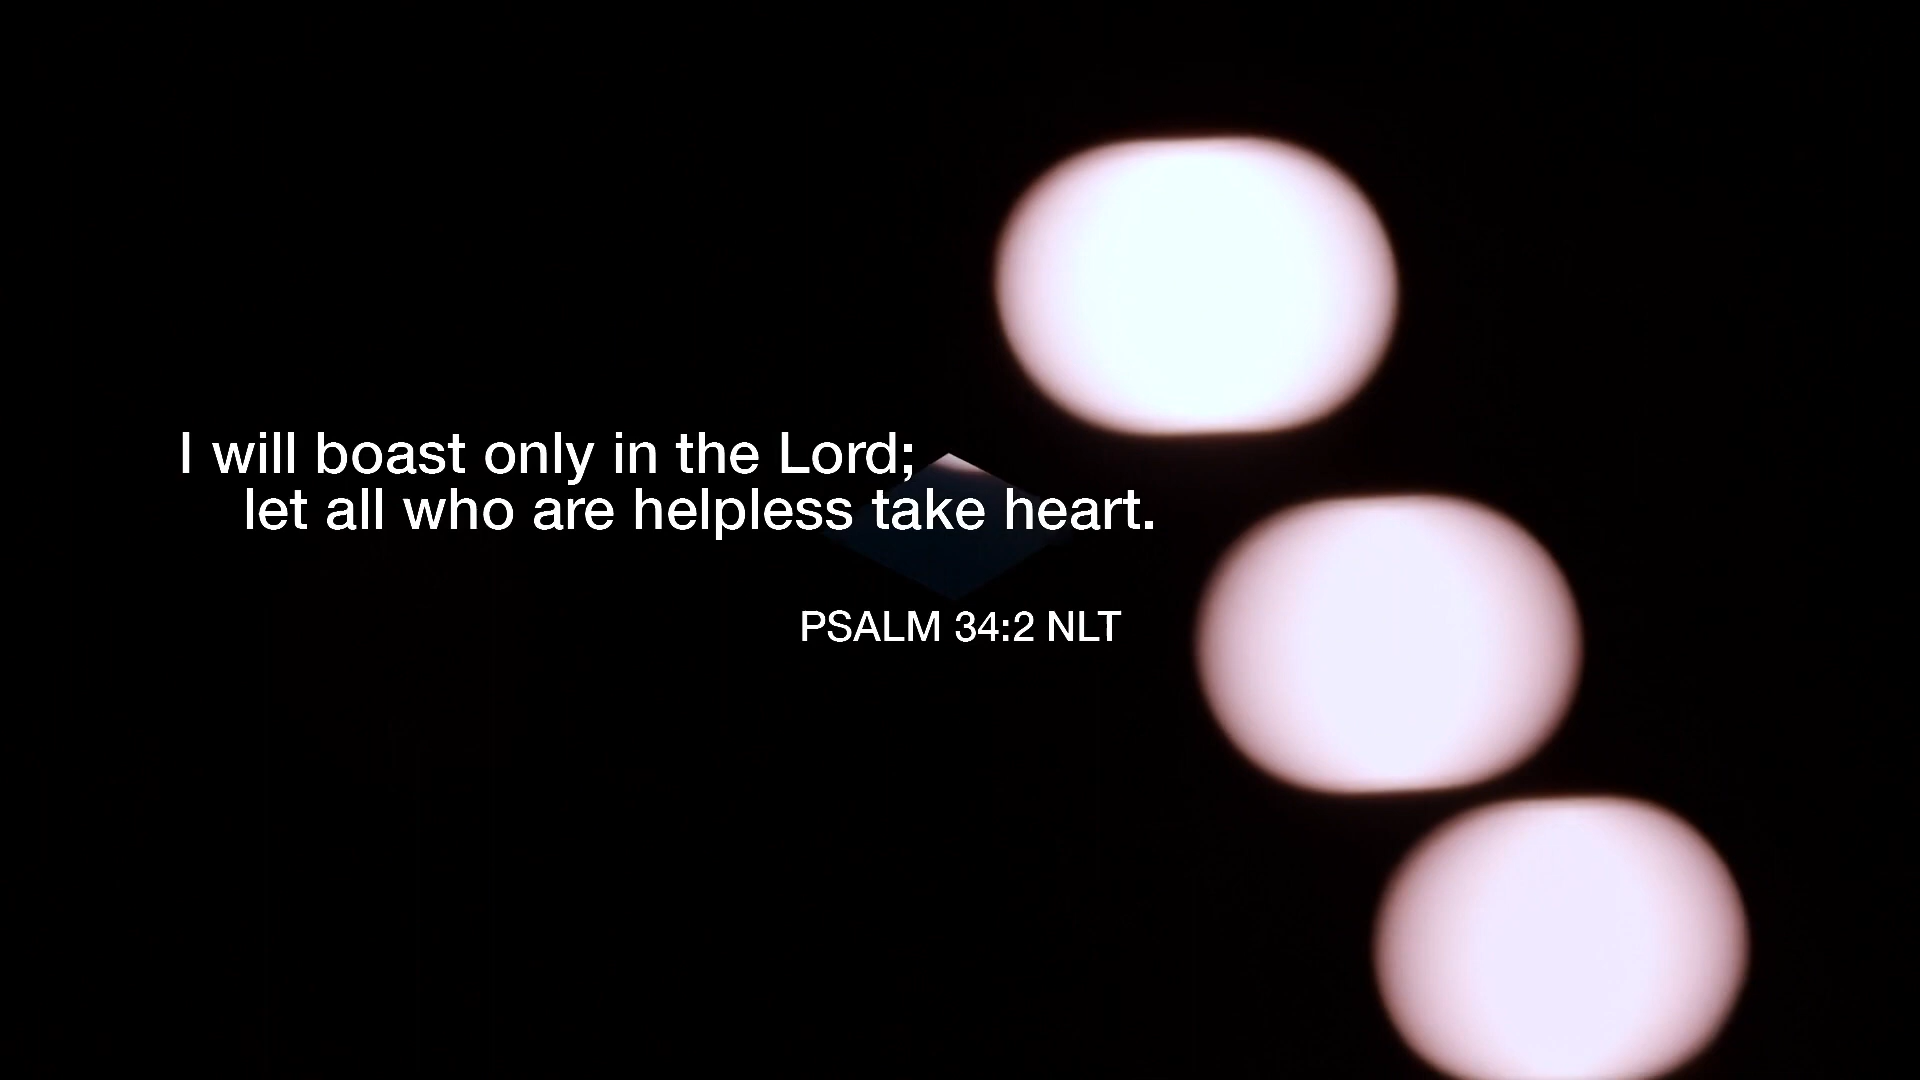 I will boast only in the Lord;
let all who are helpless take heart.
PSALM 34:2 NLT